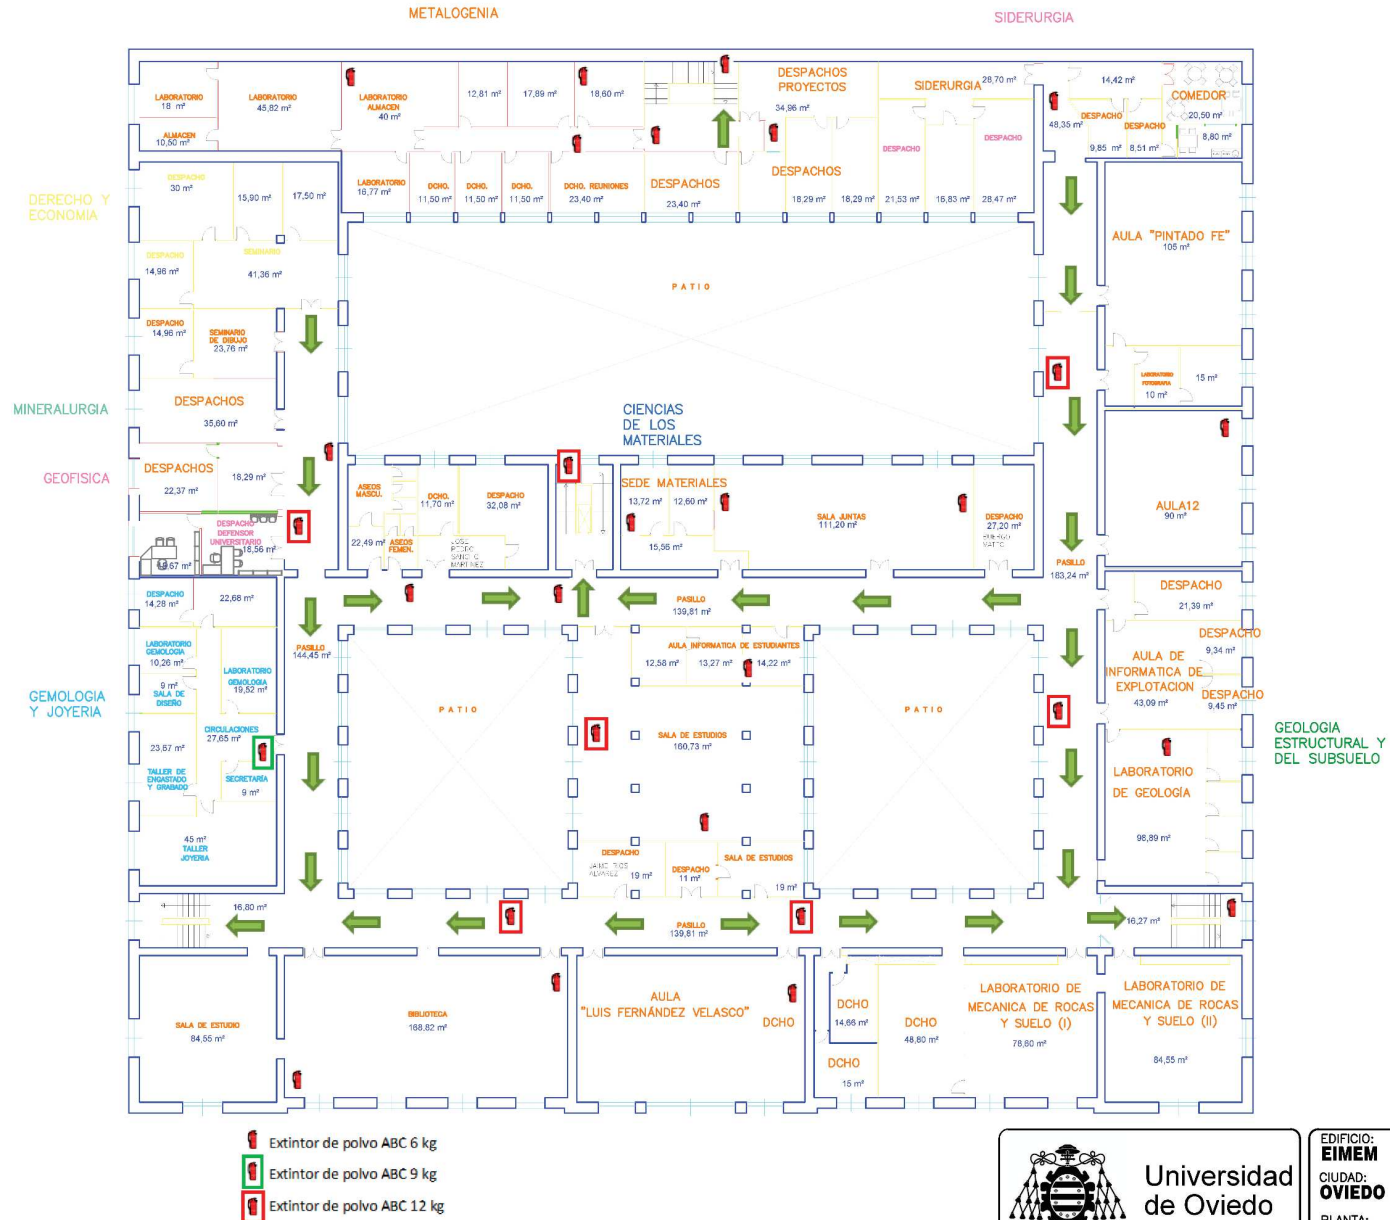 METALOGENIA
SIDERURGIA
LABORATORIO
18 m²
LABORATORIO
45,82 m²
LABORATORIO
ALMACEN
40 m²
12,81 m²
17,89 m²
18,60 m²
DESPACHOS
PROYECTOS
34,96 m²
SIDERURGIA
28,70 m²
14,42 m²
COMEDOR
20,50 m²
8,80 m²
48,35 m²
DESPACHO
9,85 m²
DESPACHO
8,51 m²
ALMACEN
10,50 m²
LABORATORIO
16,77 m²
DCHO.
11,50 m²
DCHO.
11,50 m²
DCHO.
11,50 m²
DCHO. REUNIONES
23,40 m²
DESPACHOS
23,40 m²
DESPACHOS
18,29 m²
18,29 m²
DESPACHO
21,53 m²
16,83 m²
DESPACHO
28,47 m²
DERECHO Y
ECONOMIA
DESPACHO
30 m²
15,90 m²
17,50 m²
DESPACHO
14,96 m²
SEMINARIO
41,36 m²
PATIO
AULA "PINTADO FE"
105 m²
DESPACHO
14,96 m²
SEMINARIO
DE DIBUJO
23,76 m²
LABORATORIO
FOTOGRAFIA
10 m²
15 m²
MINERALURGIA
DESPACHOS
35,60 m²
CIENCIAS
DE LOS
MATERIALES
GEOFISICA
DESPACHOS
22,37 m²
18,29 m²
DESPACHO
DEFENSOR
UNIVERSITARIO
18,56 m²
ASEOS
MASCU.
22,49 m²
ASEOS
FEMEN.
DCHO.
11,70 m²
DESPACHO
32,08 m²
JOSE
PEDRO
SANCHO
MARTINEZ
SEDE MATERIALES
13,72 m²
12,60 m²
15,56 m²
SALA JUNTAS
111,20 m²
DESPACHO
27,20 m²
AULA12
90 m²
PASILLO
183,24 m²
DESPACHO
14,28 m²
22,68 m²
PASILLO
139,81 m²
DESPACHO
21,39 m²
LABORATORIO
GEMOLOGIA
10,26 m²
PASILLO
144,45 m²
AULA INFORMATICA DE ESTUDIANTES
12,58 m²
13,27 m²
14,22 m²
DESPACHO
9,34 m²
AULA DE
INFORMATICA DE
EXPLOTACION
43,09 m²
DESPACHO
9,45 m²
GEMOLOGIA
Y JOYERIA
9 m²
SALA DE
DISEÑO
LABORATORIO
GEMOLOGIA
19,52 m²
PATIO
PATIO
CIRCULACIONES
27,65 m²
23,67 m²
TALLER DE
ENGASTADO
Y GRABADO
SECRETARÍA
9 m²
SALA DE ESTUDIOS
160,73 m²
GEOLOGIA
ESTRUCTURAL Y
DEL SUBSUELO
LABORATORIO
DE GEOLOGÍA
98,89 m²
45 m²
TALLER
JOYERIA
DESPACHO
JAIME RIOS
ALVAREZ
19 m²
DESPACHO
11 m²
SALA DE ESTUDIOS
19 m²
16,80 m²
PASILLO
139,81 m²
16,27 m²
SALA DE ESTUDIO
84,55 m²
BIBLIOTECA
168,82 m²
AULA
"LUIS FERNÁNDEZ VELASCO"
DCHO
DCHO
14,66 m²
DCHO
15 m²
DCHO
48,80 m²
LABORATORIO DE
MECANICA DE ROCAS
Y SUELO (I)
78,80 m²
LABORATORIO DE
MECANICA DE ROCAS
Y SUELO (II)
84,55 m²
Extintor de polvo ABC 6 kg
Extintor de polvo ABC 9 kg
Extintor de polvo ABC 12 kg
Universidad
de Oviedo
EDIFICIO:
EIMEM
CIUDAD:
OVIEDO
PLANTA: